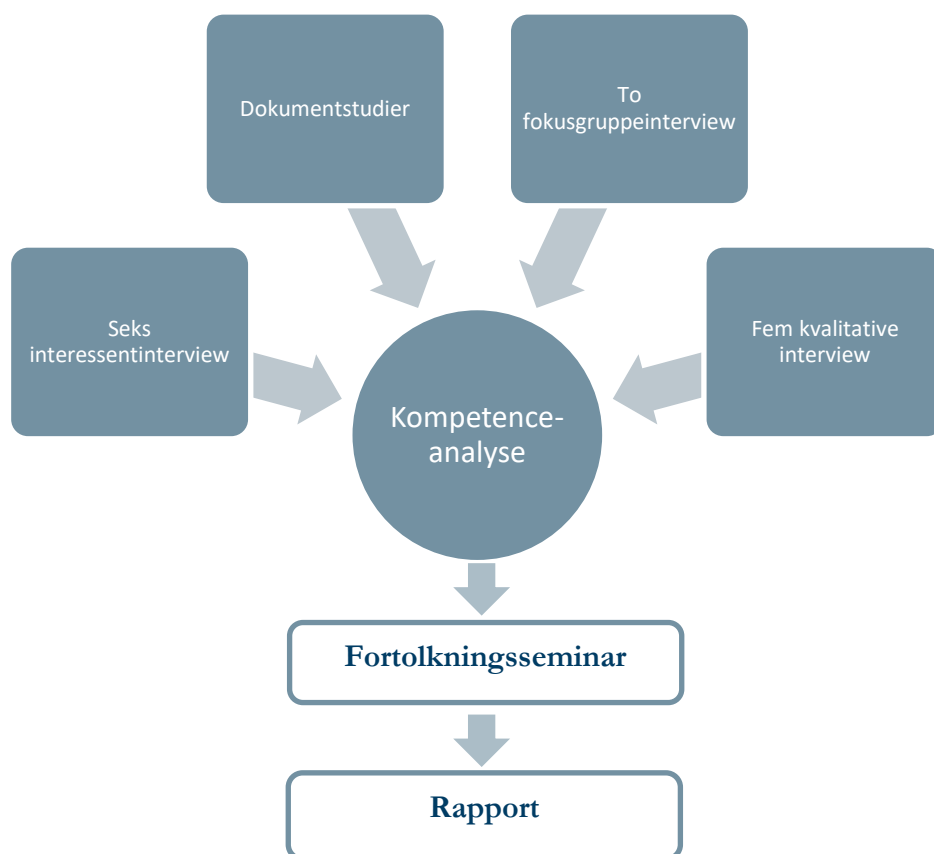 Dokumentstudier
To
fokusgruppeinterview
Seks
interessentinterview
Fem kvalitative
interview
Kompetence-
analyse
Fortolkningsseminar
Rapport